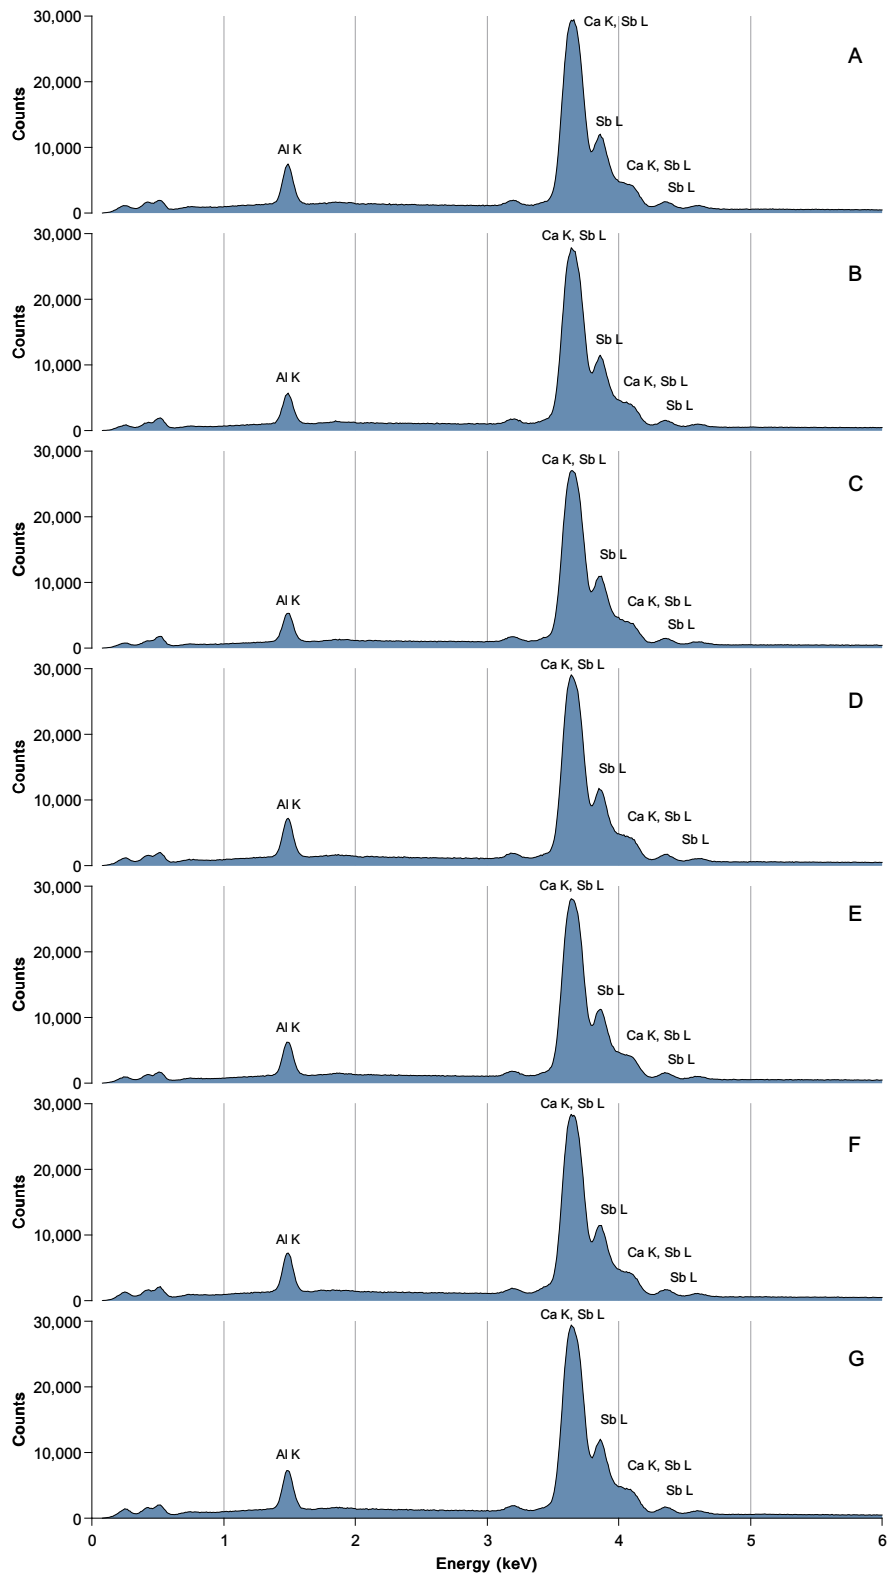 30,000
Ca K, Sb L
A
20,000
Counts
Sb L
10,000
Al K
Ca K, Sb L
Sb L
0
30,000
Ca K, Sb L
B
20,000
Counts
Sb L
10,000
Al K
Ca K, Sb L
Sb L
0
30,000
Ca K, Sb L
C
20,000
Counts
Sb L
10,000
Al K
Ca K, Sb L
Sb L
0
30,000
Ca K, Sb L
D
20,000
Counts
Sb L
10,000
Al K
Ca K, Sb L
Sb L
0
30,000
Ca K, Sb L
E
20,000
Counts
Sb L
10,000
Al K
Ca K, Sb L
Sb L
0
30,000
Ca K, Sb L
F
20,000
Counts
Sb L
10,000
Al K
Ca K, Sb L
Sb L
0
30,000
Ca K, Sb L
G
20,000
Counts
Sb L
10,000
Al K
Ca K, Sb L
Sb L
0
0 1 2 3 4 5 6
Energy (keV)